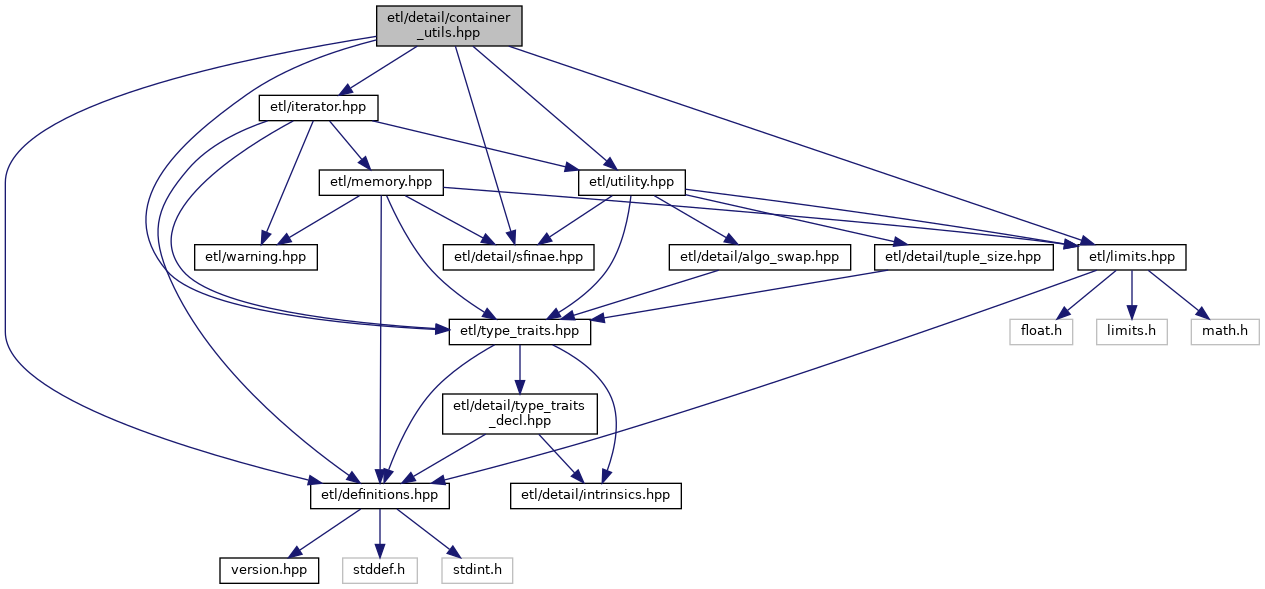 etl/detail/container
_utils.hpp
etl/iterator.hpp
etl/memory.hpp
etl/utility.hpp
etl/warning.hpp
etl/detail/sfinae.hpp
etl/detail/algo_swap.hpp
etl/detail/tuple_size.hpp
etl/limits.hpp
etl/type_traits.hpp
float.h
limits.h
math.h
etl/detail/type_traits
_decl.hpp
etl/definitions.hpp
etl/detail/intrinsics.hpp
version.hpp
stddef.h
stdint.h